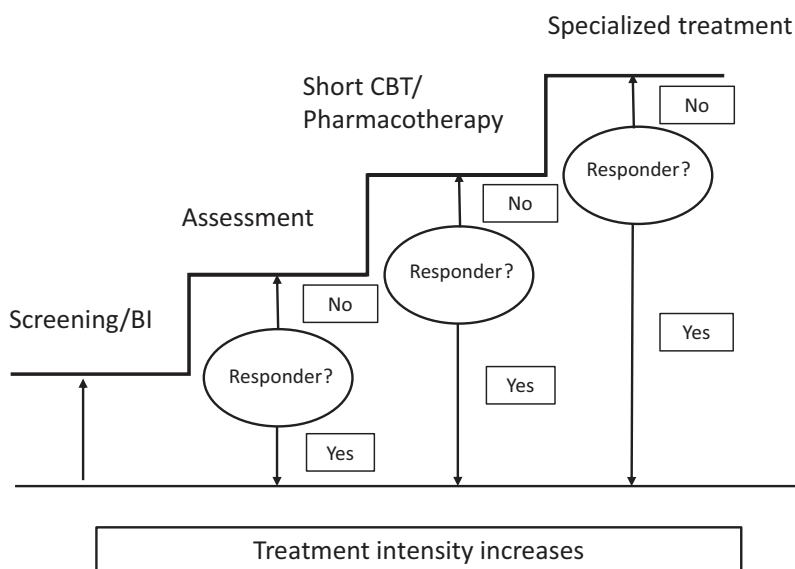 Specialized treatment
No
Short CBT/
Pharmacotherapy
Responder?
No
Assessment
Responder?
No
Screening/BI
Yes
Responder?
Yes
Yes
Treatment intensity increases